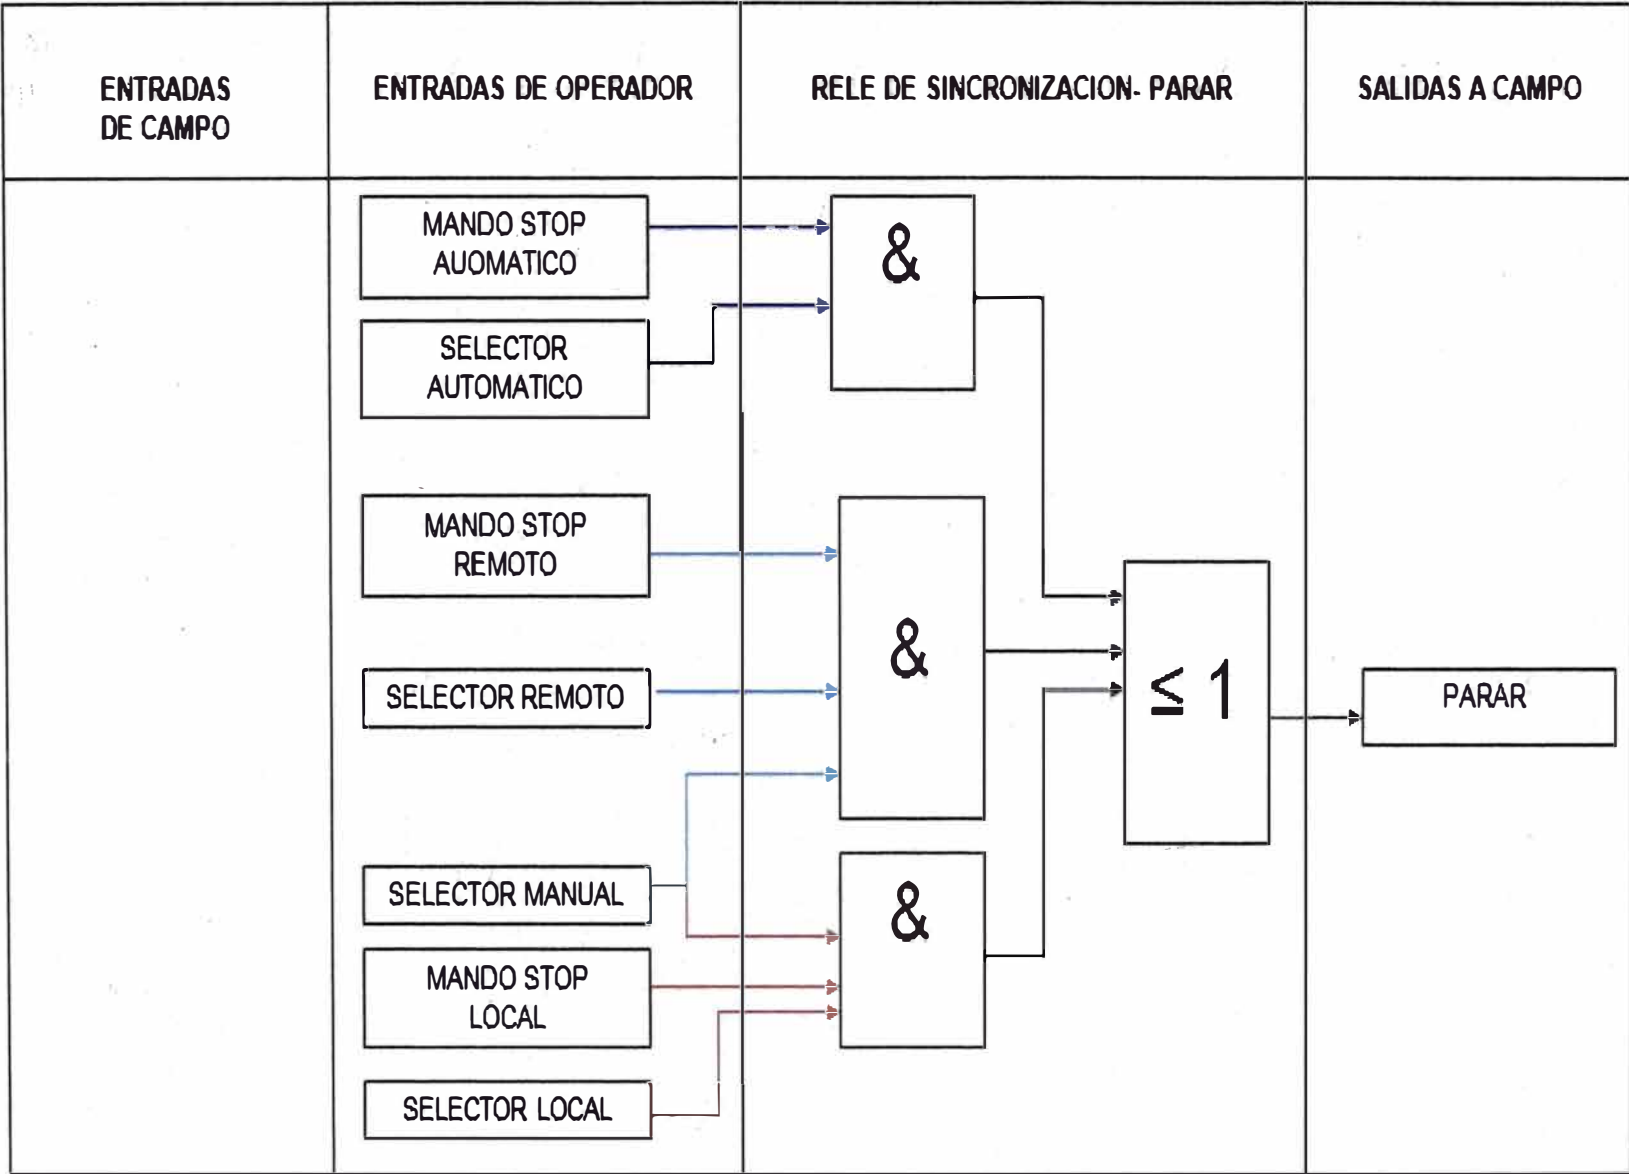 ENTRADAS
DE CAMPO
ENTRADAS DE OPERADOR
RELE DE SINCRONIZACION- PARAR
SALIDAS A CAMPO
MANDO STOP
AUOMATICO
SELECTOR
AUTOMATICO
MANDO STOP
REMOTO
SELECTOR REMOTO
SELECTOR MANUAL
MANDO STOP
LOCAL
SELECTOR LOCAL
&
&
&
≤ 1
PARAR